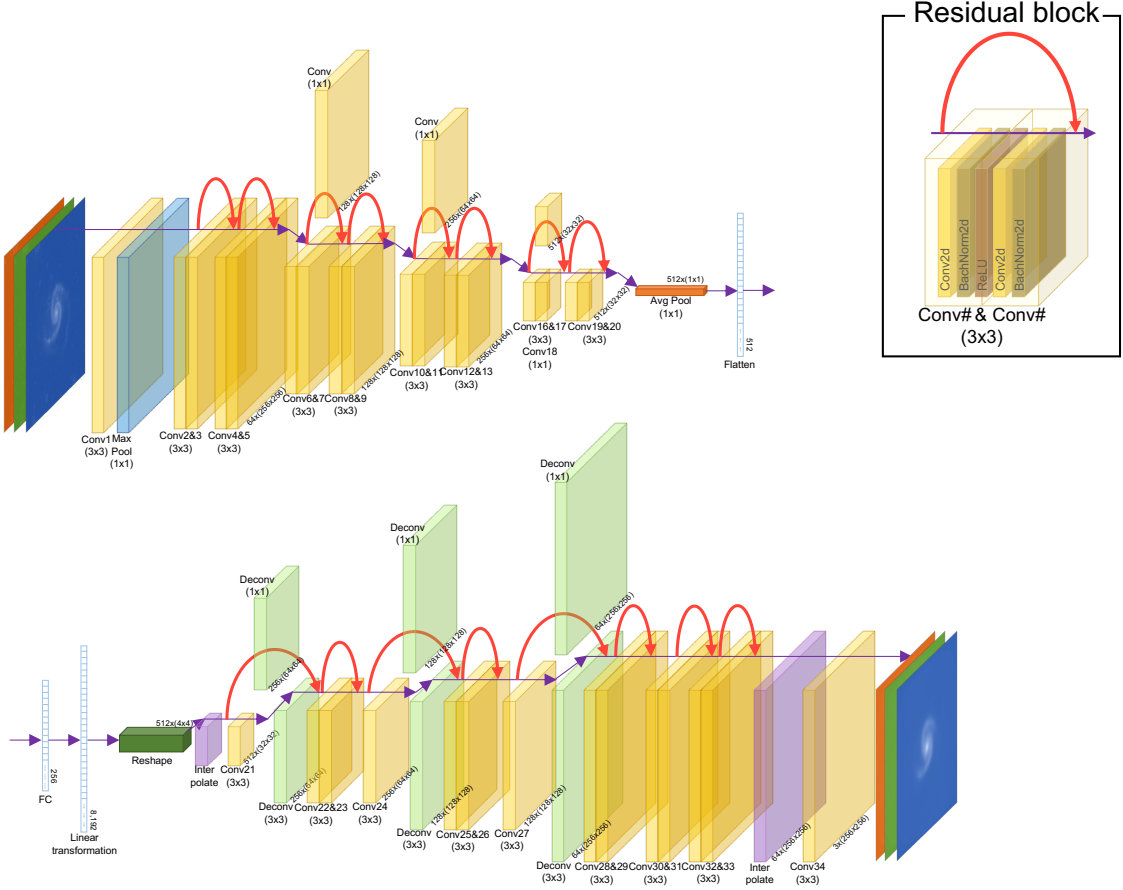 Residual block
Conv2d
BachNorm2d
ReLU
Conv2d
BachNorm2d
Conv# & Conv#
(3x3)
Conv
(1x1)
128x(128x128)
Conv
(1x1)
256x(64x64)
512x(32x32)
Conv1
(3x3)
Max
Pool
(1x1)
Conv2&3
(3x3)
Conv4&5
(3x3)
64x(256x256)
Conv6&7
(3x3)
Conv8&9
(3x3)
128x(128x128)
Conv10&11
(3x3)
Conv12&13
(3x3)
256x(64x64)
Conv16&17
(3x3)
Conv18
(1x1)
Conv19&20
(3x3)
512x(32x32)
512x(1x1)
Avg Pool
(1x1)
512
Flatten
256
FC
8,192
Linear
transformation
512x(4x4)
Reshape
Inter
polate
Conv21
(3x3)
512x(32x32)
Deconv
(1x1)
256x(64x64)
Deconv
(3x3)
256x(64x64)
Conv22&23
(3x3)
Conv24
(3x3)
256x(64x64)
Deconv
(1x1)
128x(128x128)
Deconv
(3x3)
128x(128x128)
Conv25&26
(3x3)
Conv27
(3x3)
128x(128x128)
Deconv
(1x1)
64x(256x256)
Deconv
(3x3)
64x(256x256)
Conv28&29
(3x3)
Conv30&31
(3x3)
Conv32&33
(3x3)
Inter
polate
64x(256x256)
Conv34
(3x3)
3x(256x256)